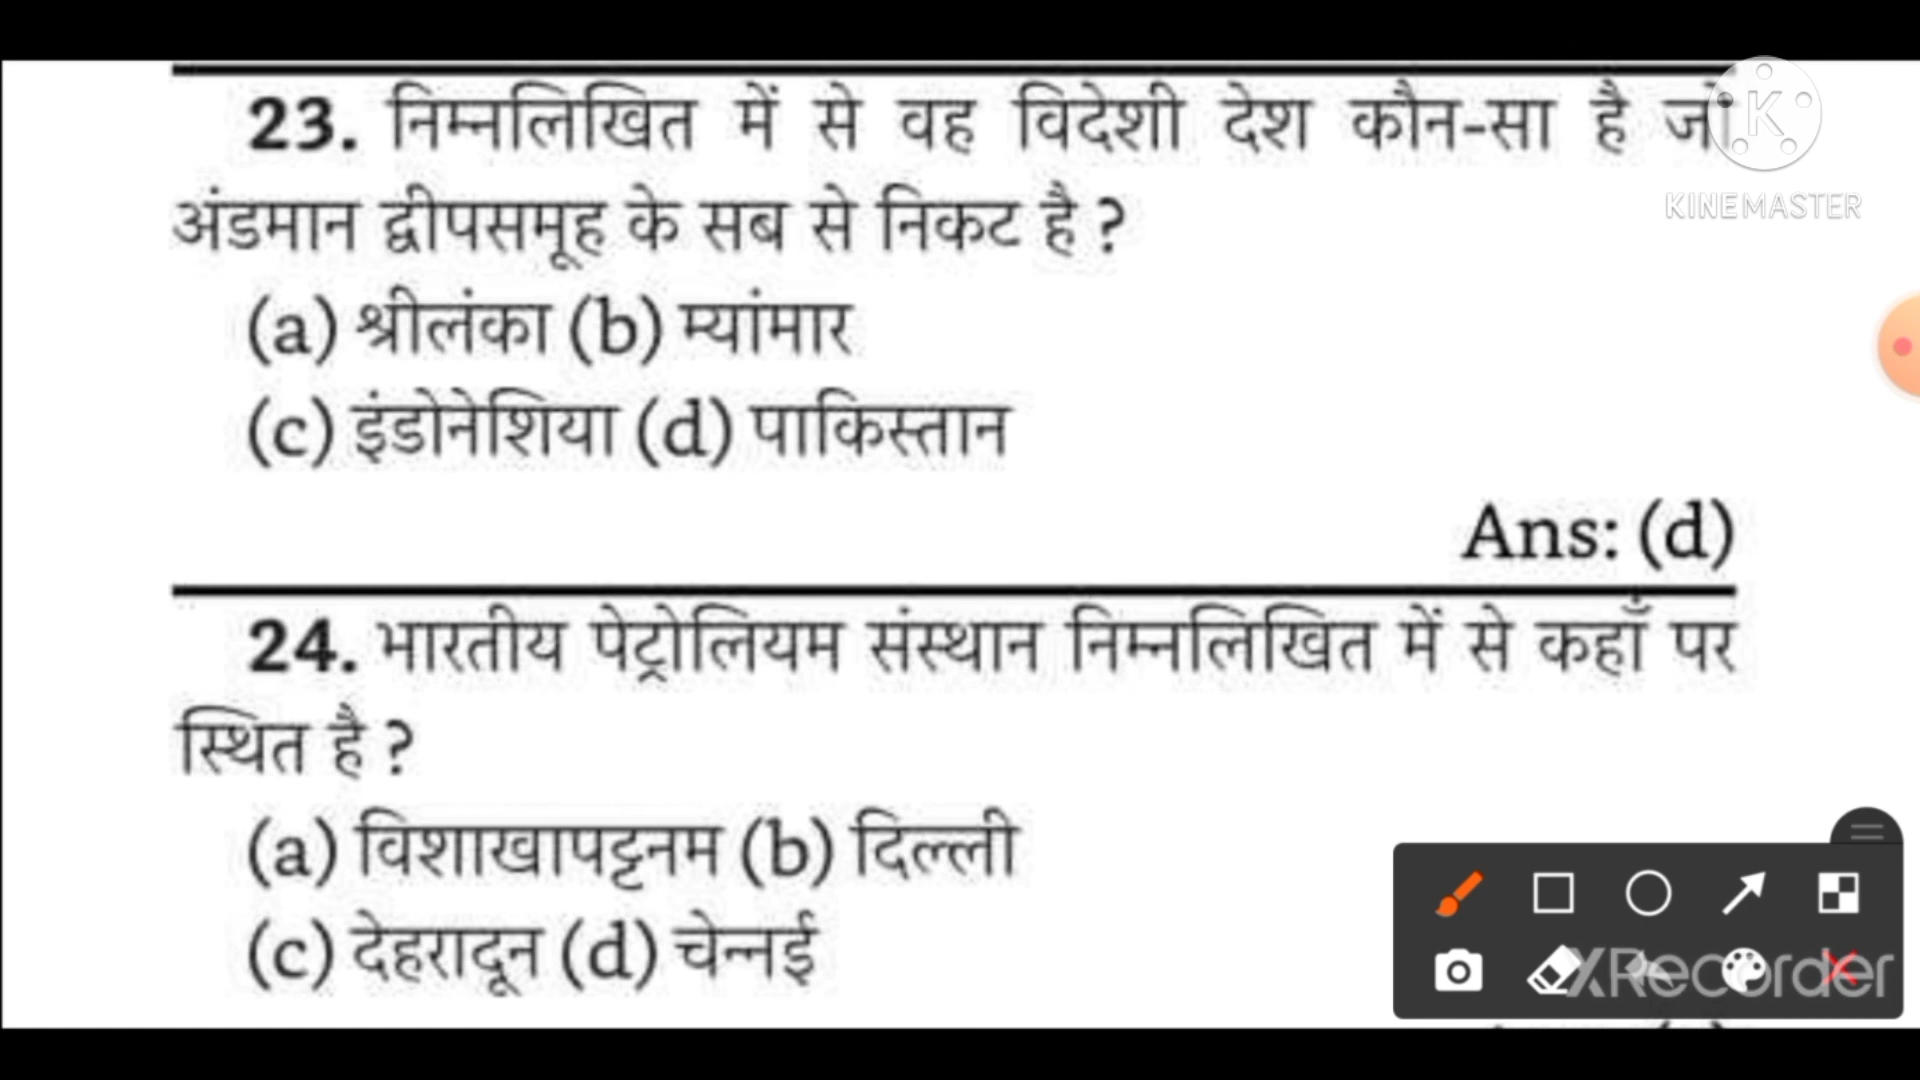 23. निम्नलिखित में से वह विदेशी देश कौन-सा है जो
K
KINEMASTER
अंडमान द्वीपसमूह के सब से निकट है ?
(a) श्रीलंका (b) म्यांमार
(c) इंडोनेशिया (d) पाकिस्तान
Ans: (d)
24. भारतीय पेट्रोलियम संस्थान निम्नलिखित में से कहाँ पर
स्थित है ?
(a) विशाखापट्टनम (b) दिल्ली
(c) देहरादून (d) चेन्नई
XRecorder